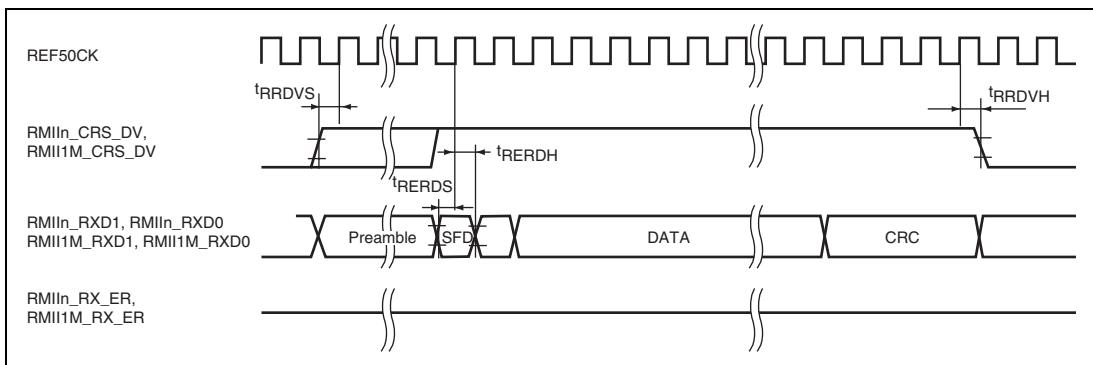 REF50CK
tRRDVS
tRRDVH
RMIIn_CRS_DV,
RMII1M_CRS_DV
tRERDH
tRERDS
RMIIn_RXD1, RMIIn_RXD0
RMII1M_RXD1, RMII1M_RXD0
Preamble
SFD
DATA
CRC
RMIIn_RX_ER,
RMII1M_RX_ER